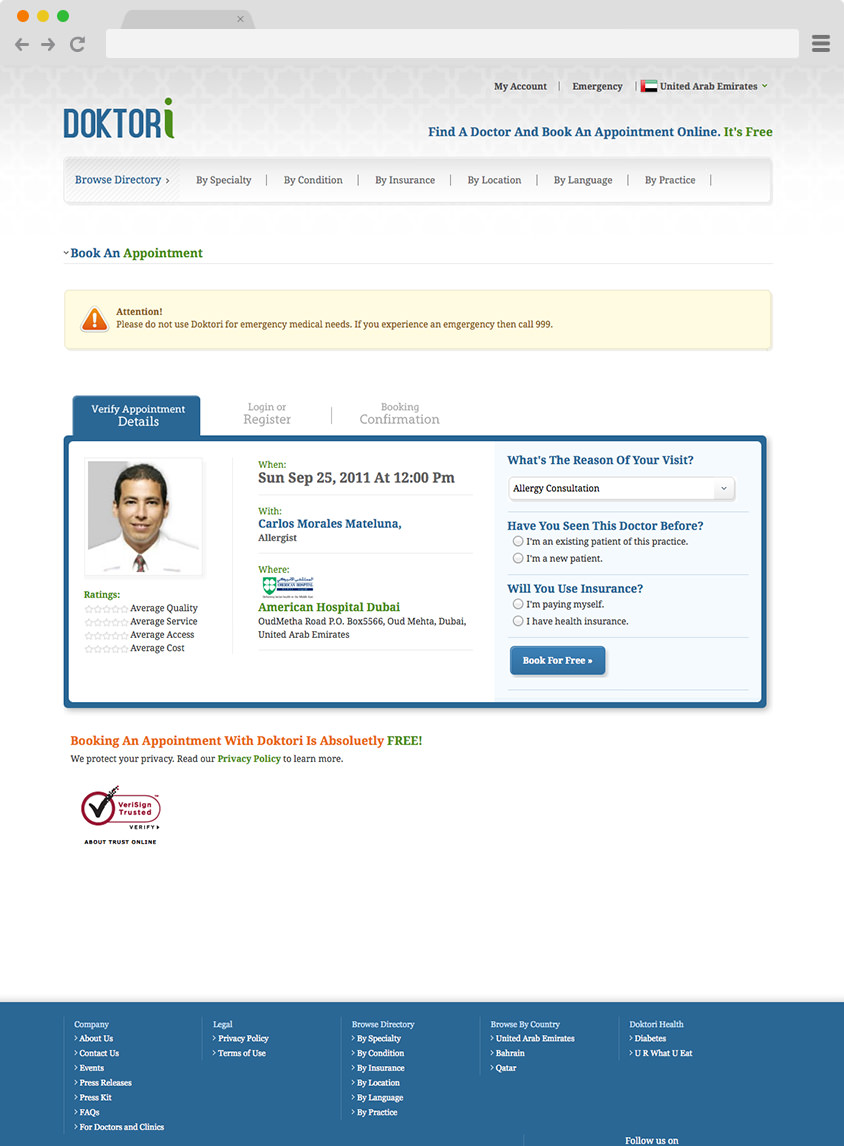 My Account | Emergency | United Arab Emirates
DOKTORi
Find A Doctor And Book An Appointment Online. It's Free
Browse Directory › By Specialty | By Condition | By Insurance | By Location | By Language | By Practice |
Book An Appointment
Attention!
Please do not use Doktori for emergency medical needs. If you experience an emgergency then call 999.
Verify Appointment
Details
Login or
Register
Booking
Confirmation
When:
Sun Sep 25, 2011 At 12:00 Pm
With:
Carlos Morales Mateluna,
Allergist
Where:
American Hospital Dubai
OudMetha Road P.O. Box5566, Oud Mehta, Dubai,
United Arab Emirates
Ratings:
Average Quality
Average Service
Average Access
Average Cost
What's The Reason Of Your Visit?
Allergy Consultation
Have You Seen This Doctor Before?
I'm an existing patient of this practice.
I'm a new patient.
Will You Use Insurance?
I'm paying myself.
I have health insurance.
Book For Free »
Booking An Appointment With Doktori Is Absoluetly FREE!
We protect your privacy. Read our Privacy Policy to learn more.
VeriSign
Trusted
VERIFY
ABOUT TRUST ONLINE
Company
› About Us
› Contact Us
› Events
› Press Releases
› Press Kit
› FAQs
› For Doctors and Clinics
Legal
› Privacy Policy
› Terms of Use
Browse Directory
› By Specialty
› By Condition
› By Insurance
› By Location
› By Language
› By Practice
Browse By Country
› United Arab Emirates
› Bahrain
› Qatar
Doktori Health
› Diabetes
› U R What U Eat
Follow us on